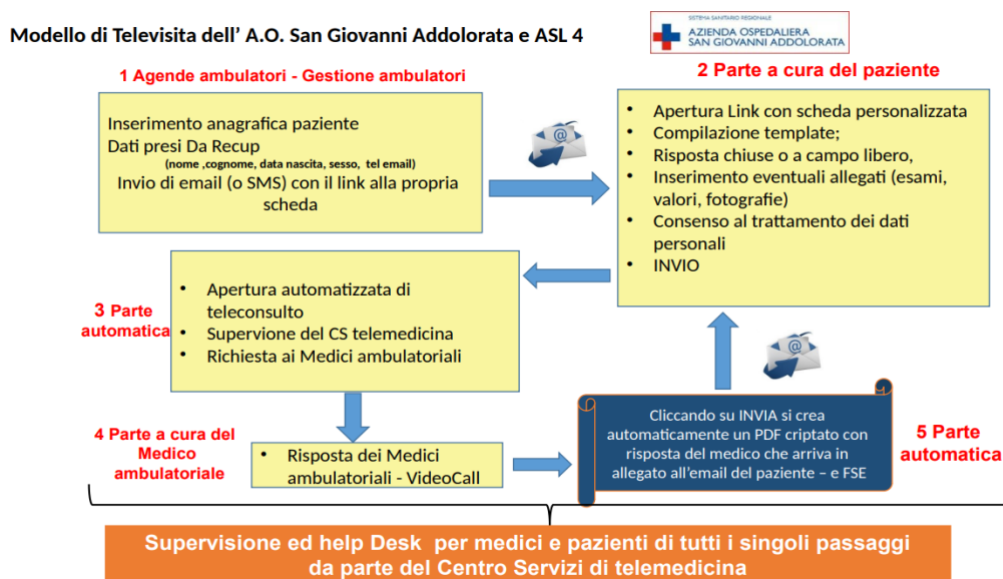 Modello di Televisita dell’ A.O. San Giovanni Addolorata e ASL 4
SISTEMA SANITARIO REGIONALE
AZIENDA OSPEDALIERA
SAN GIOVANNI ADDOLORATA
1 Agende ambulatori - Gestione ambulatori
Inserimento anagrafica paziente
Dati presi Da Recup
(nome ,cognome, data nascita, sesso, tel email)
Invio di email (o SMS) con il link alla propria
scheda
2 Parte a cura del paziente
• Apertura Link con scheda personalizzata
• Compilazione template;
• Risposta chiuse o a campo libero,
• Inserimento eventuali allegati (esami,
valori, fotografie)
• Consenso al trattamento dei dati
personali
• INVIO
3 Parte
automatica
• Apertura automatizzata di
teleconsulto
• Supervione del CS telemedicina
• Richiesta ai Medici ambulatoriali
4 Parte a cura del
Medico
ambulatoriale
• Risposta dei Medici
ambulatoriali - VideoCall
Cliccando su INVIA si crea
automaticamente un PDF criptato con
risposta del medico che arriva in
allegato all’email del paziente – e FSE
5 Parte
automatica
Supervisione ed help Desk per medici e pazienti di tutti i singoli passaggi
da parte del Centro Servizi di telemedicina